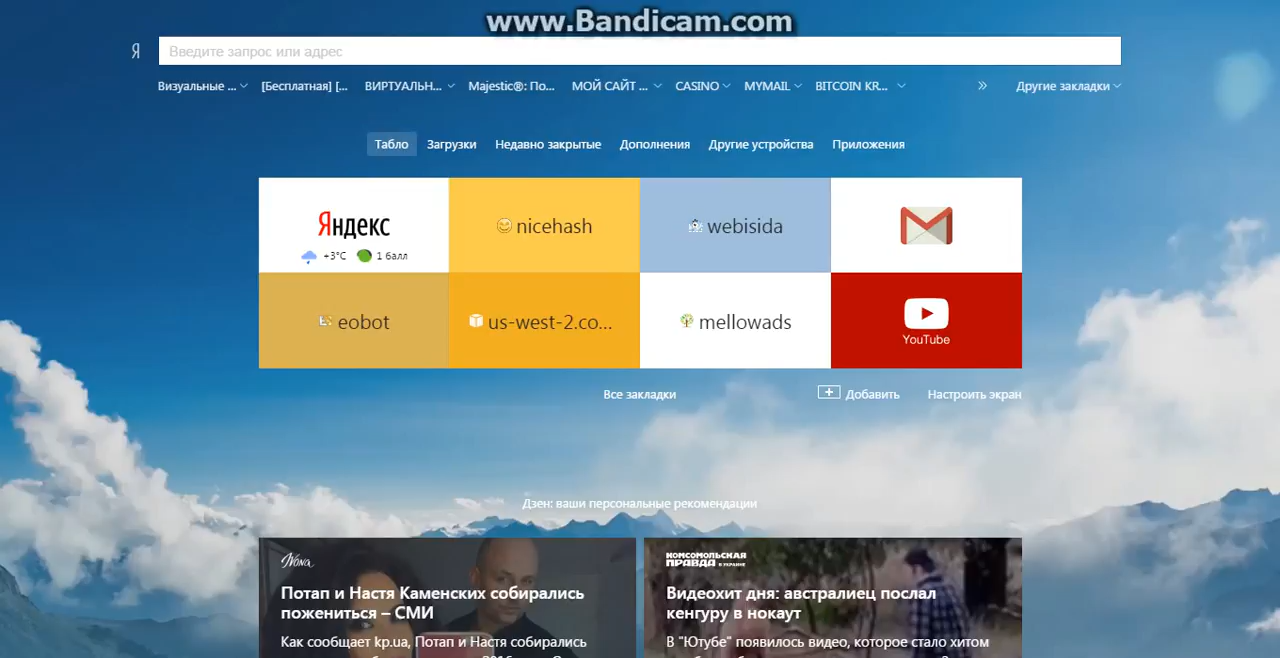 www.Bandicam.com
Я Введите запрос или адрес
Визуальные ... [Бесплатная] [... ВИРТУАЛЬН... Majestic®: По... МОЙ САЙТ ... CASINO MYMAIL BITCOIN KR... » Другие закладки
Табло Загрузки Недавно закрытые Дополнения Другие устройства Приложения
Яндекс nicehash webisida
+3°C 1 балл
eobot us-west-2.co... mellowads YouTube
Все закладки Добавить Настроить экран
Дзен: ваши персональные рекомендации
Ivona
Потап и Настя Каменских собирались
пожениться – СМИ
Как сообщает kp.ua, Потап и Настя собирались
КОМСОМОЛЬСКАЯ
ПРАВДА В УКРАИНЕ
Видеохит дня: австралиец послал
кенгуру в нокаут
В "Ютубе" появилось видео, которое стало хитом